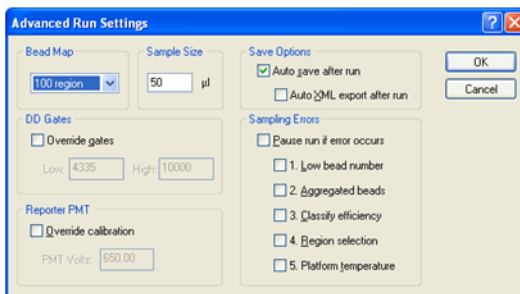 Advanced Run Settings
Bead Map
100 region
Sample Size
50 µl
Save Options
Auto save after run
Auto XML export after run
OK
Cancel
DD Gates
Override gates
Low: 4335 High: 10000
Sampling Errors
Pause run if error occurs
1. Low bead number
2. Aggregated beads
3. Classify efficiency
4. Region selection
5. Platform temperature
Reporter PMT
Override calibration
PMT Volts: 650.00